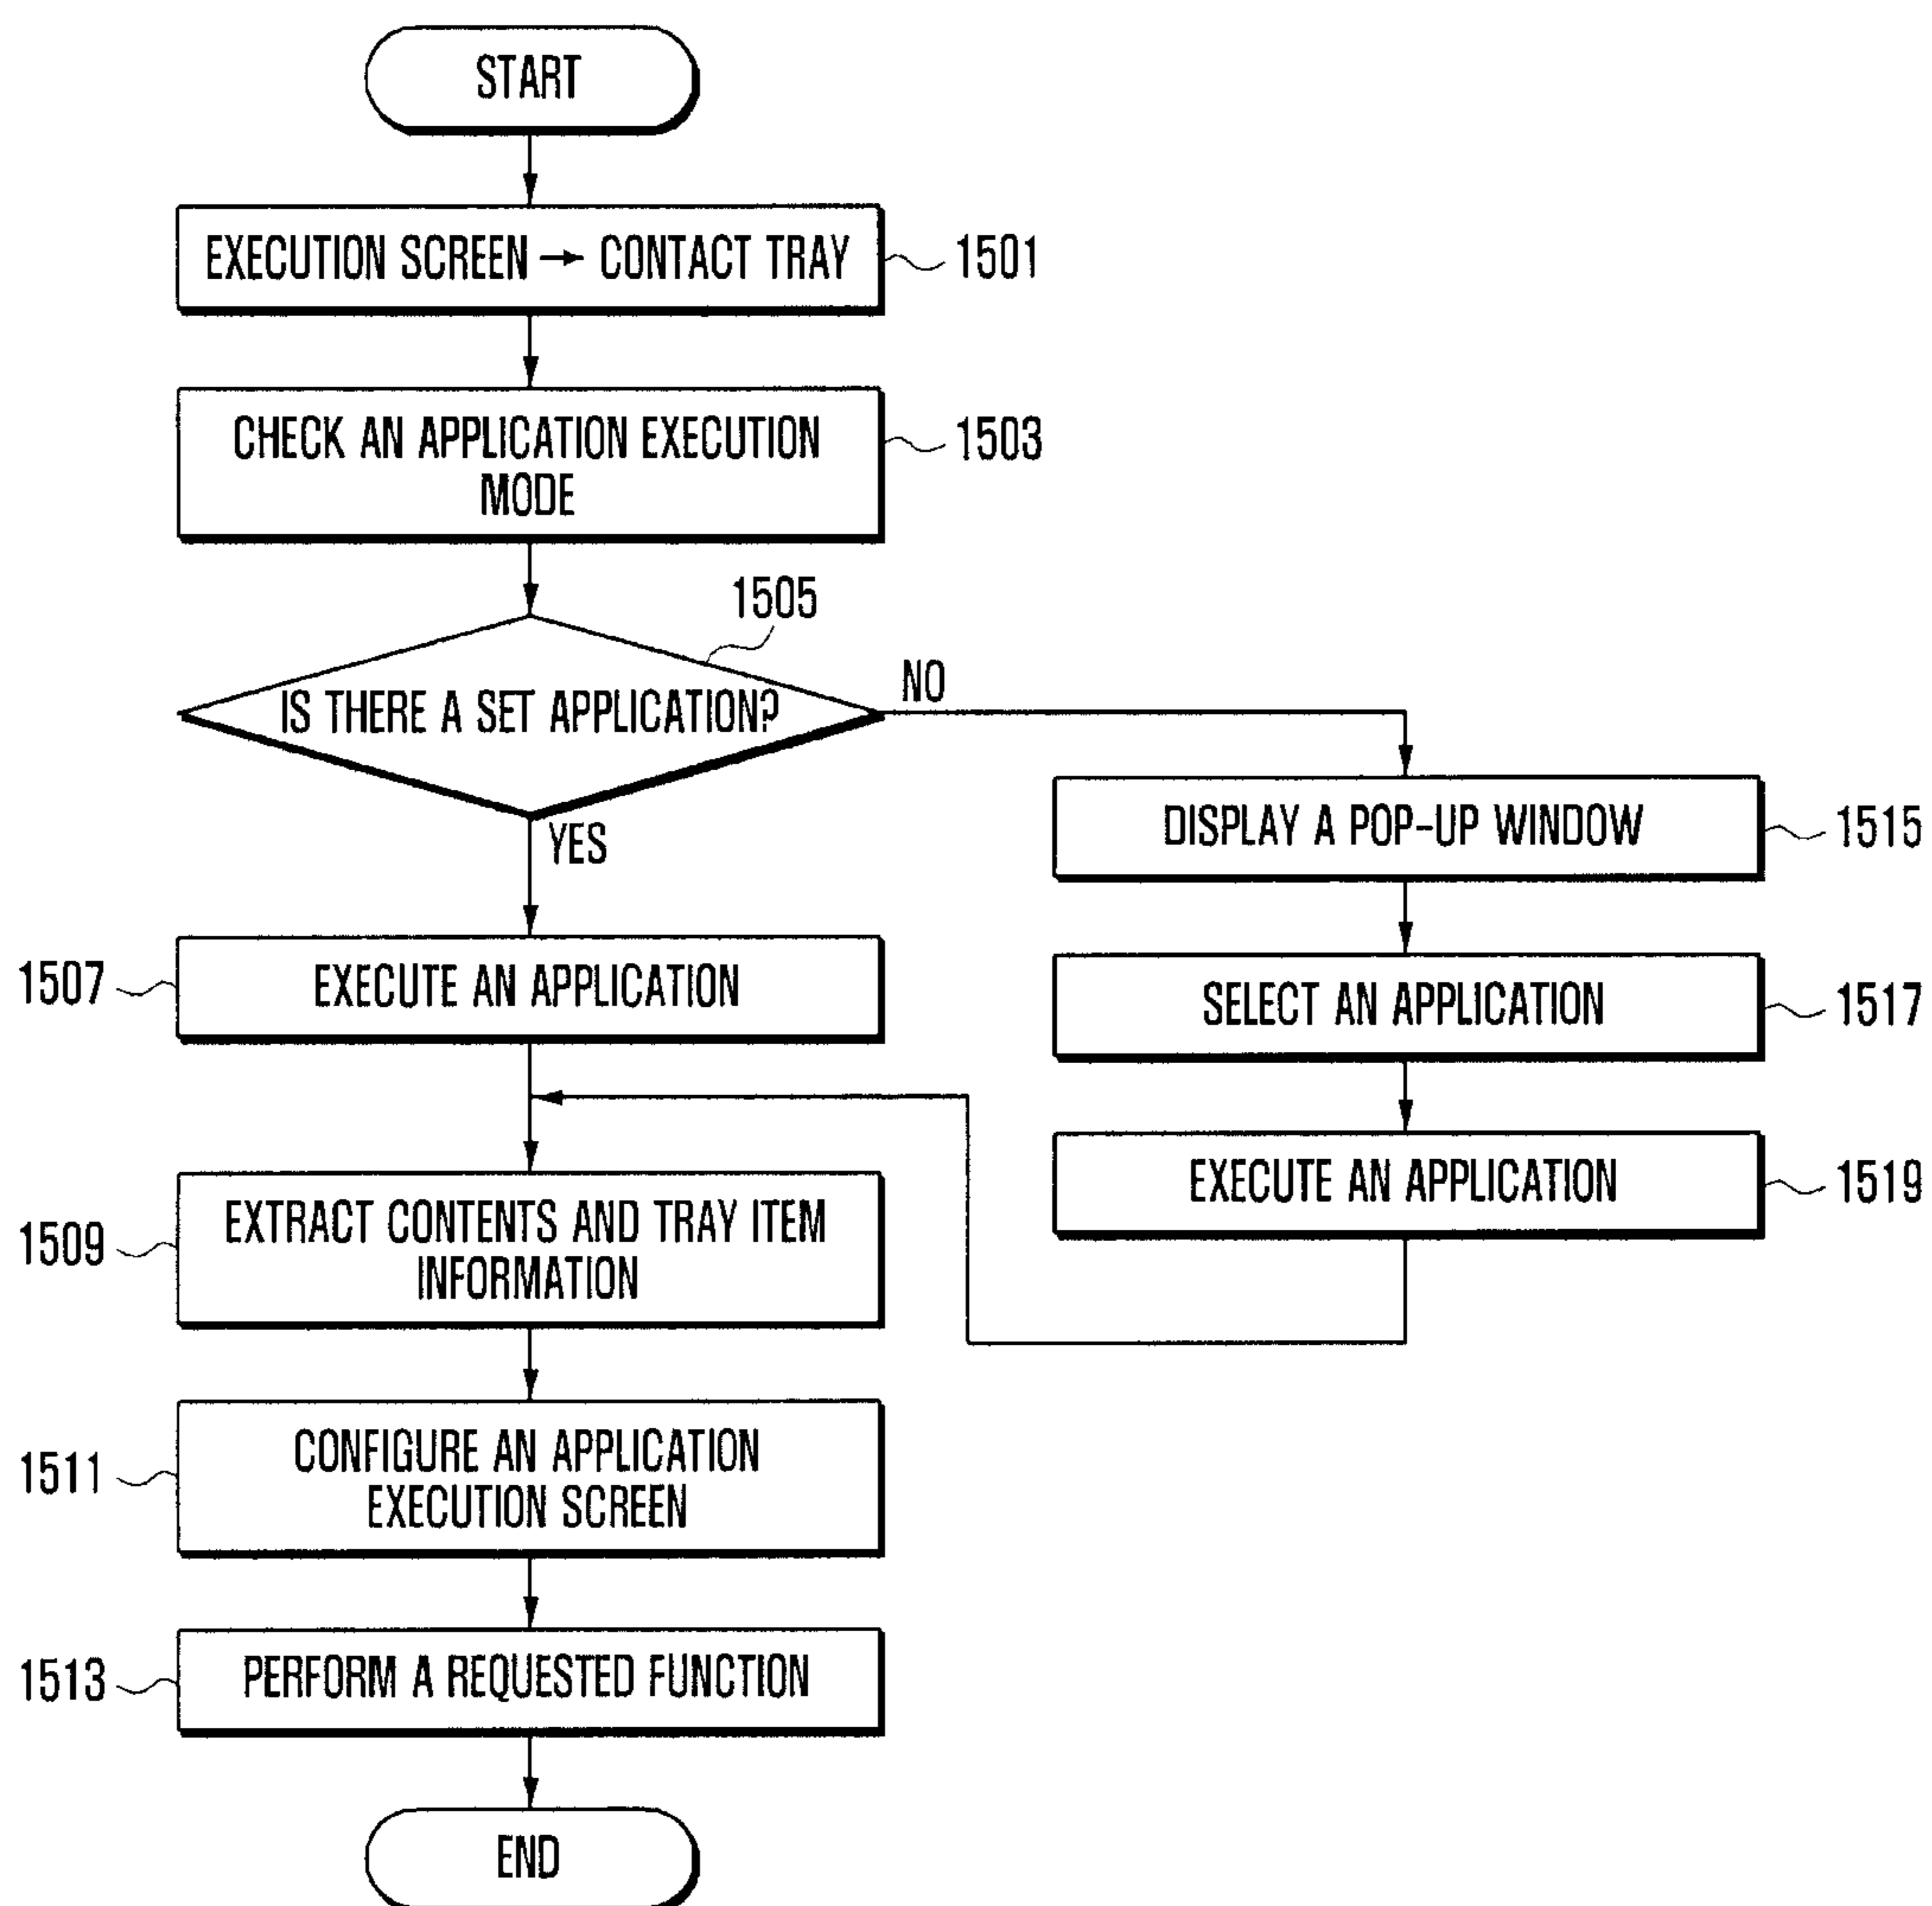 START
EXECUTION SCREEN → CONTACT TRAY
1501
CHECK AN APPLICATION EXECUTION
MODE
1503
1505
IS THERE A SET APPLICATION?
NO
YES
DISPLAY A POP-UP WINDOW
1515
1507
EXECUTE AN APPLICATION
SELECT AN APPLICATION
1517
EXECUTE AN APPLICATION
1519
1509
EXTRACT CONTENTS AND TRAY ITEM
INFORMATION
1511
CONFIGURE AN APPLICATION
EXECUTION SCREEN
1513
PERFORM A REQUESTED FUNCTION
END